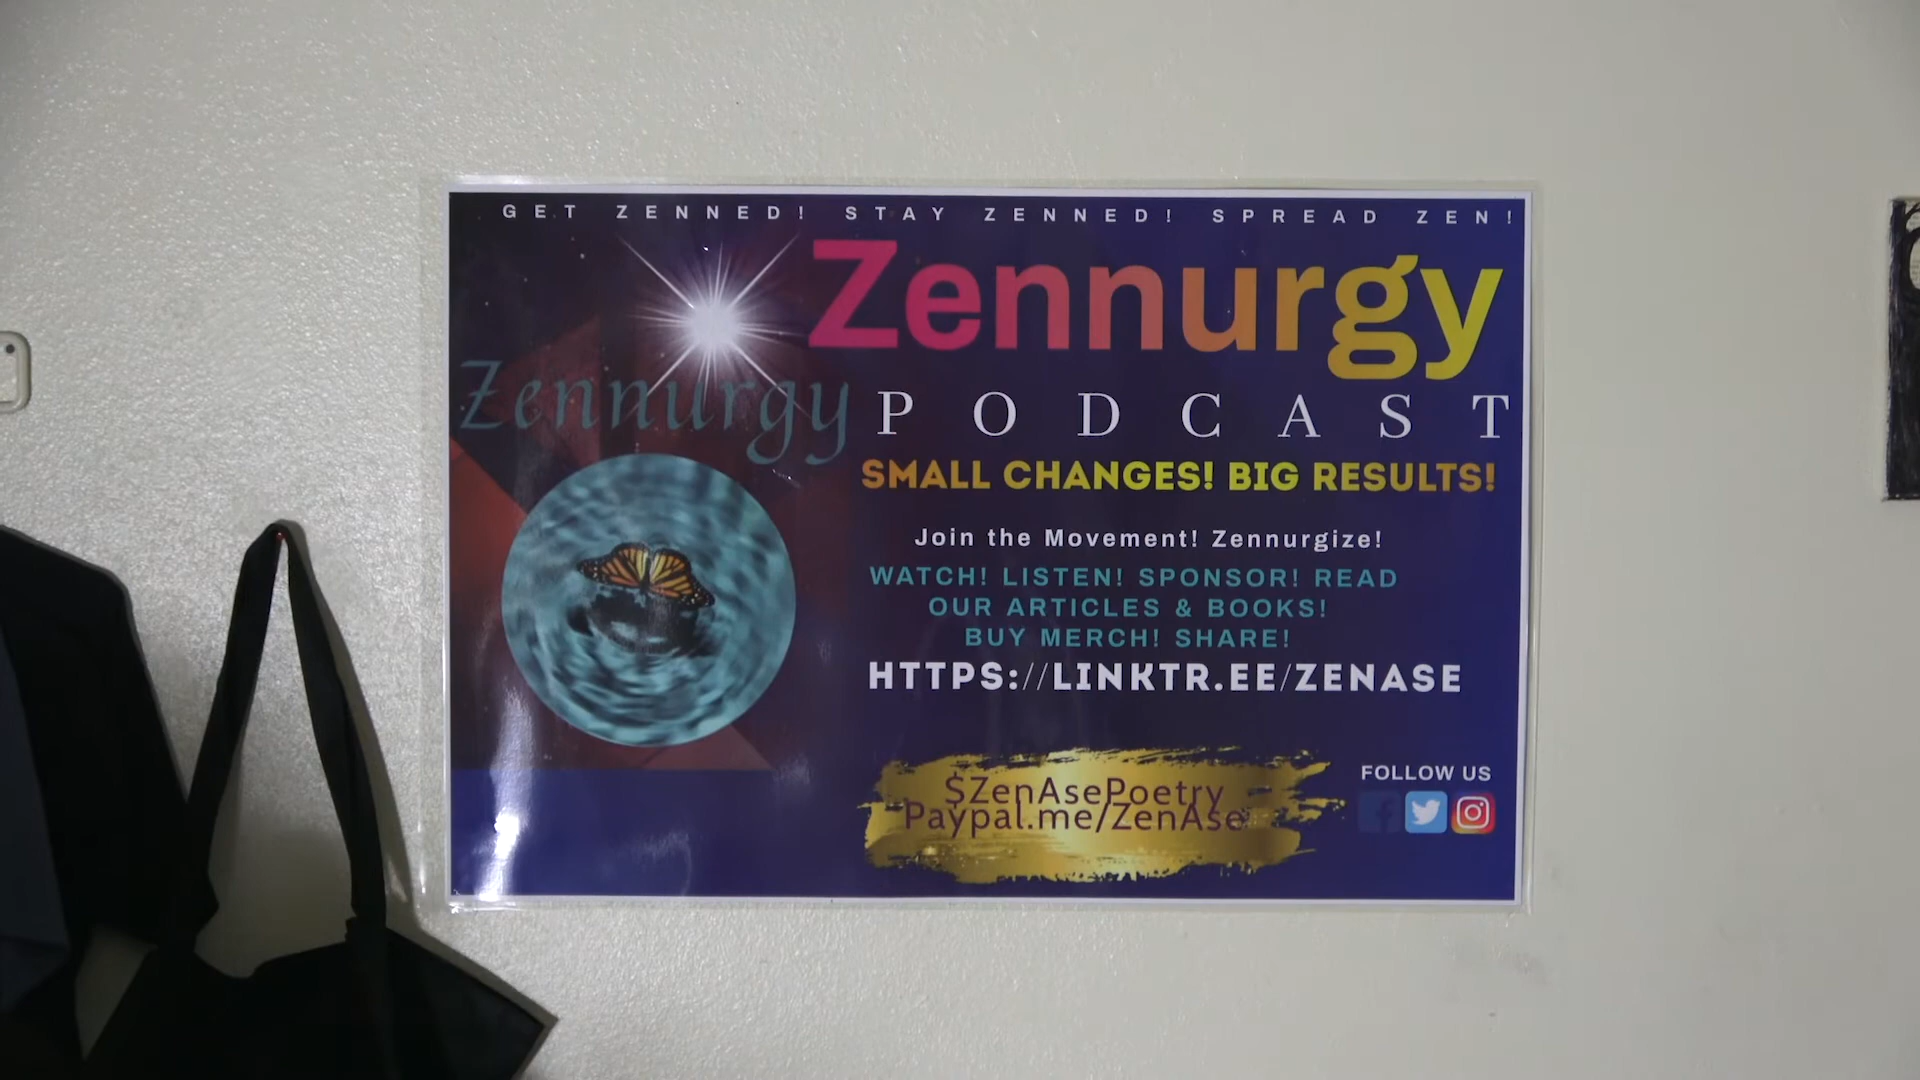 GET ZENNED! STAY ZENNED! SPREAD ZEN!
Zennurgy
Zennurgy
PODCAST
SMALL CHANGES! BIG RESULTS!
Join the Movement! Zennurgize!
WATCH! LISTEN! SPONSOR! READ
OUR ARTICLES & BOOKS!
BUY MERCH! SHARE!
HTTPS://LINKTR.EE/ZENASE
$ZenAsePoetry
Paypal.me/ZenAse
FOLLOW US